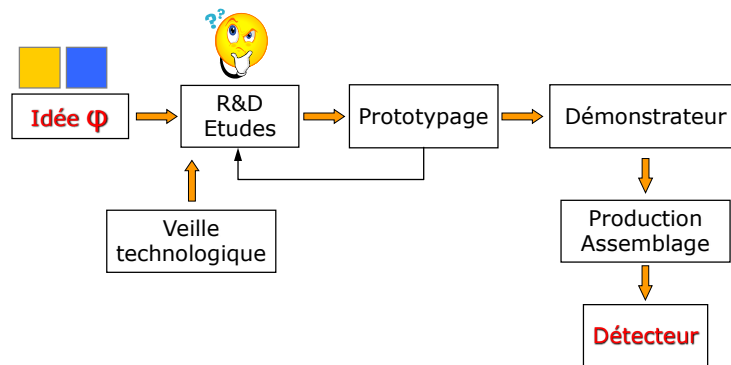 ??
Idée φ
R&D
Etudes
Prototypage
Démonstrateur
Veille
technologique
Production
Assemblage
Détecteur